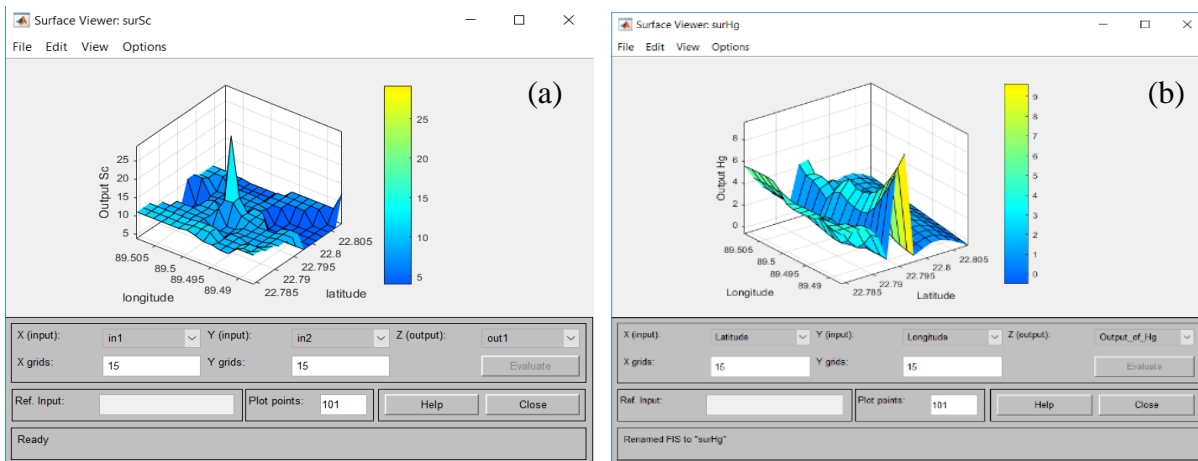 Surface Viewer: surSc
File Edit View Options
(a)
Output Sc
25
20
15
10
5
89.505
89.5
89.495
89.49
longitude
22.785
22.79
22.795
22.8
22.805
latitude
25
20
15
10
5
X (input): in1 Y (input): in2 Z (output): out1
X grids: 15 Y grids: 15 Evaluate
Ref. Input: Plot points: 101 Help Close
Ready
Surface Viewer: surHg
File Edit View Options
(b)
Output Hg
8
6
4
2
0
89.505
89.5
89.495
89.49
Longitude
22.785
22.79
22.795
22.8
22.805
Latitude
9
8
7
6
5
4
3
2
1
0
X (input): Latitude Y (input): Longitude Z (output): Output_of_Hg
X grids: 15 Y grids: 15 Evaluate
Ref. Input: Plot points: 101 Help Close
Renamed FIS to "surHg"